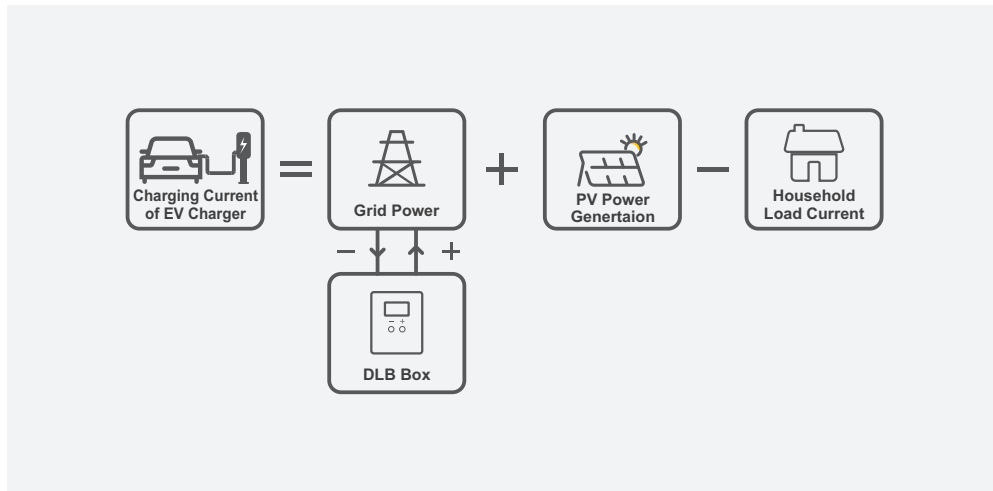 Charging Current
of EV Charger
=
Grid Power
+
PV Power
Genertaion
−
Household
Load Current
−
+
− +
DLB Box